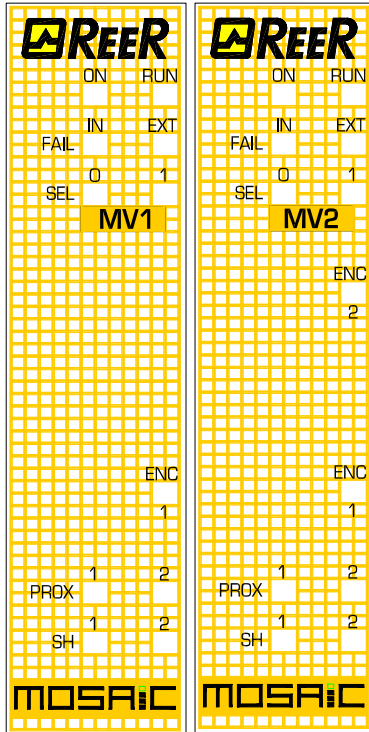 REER
ON RUN
IN EXT
FAIL
0 1
SEL
MV1
ENC
1
1 2
PROX
1 2
SH
MOSAiC
REER
ON RUN
IN EXT
FAIL
0 1
SEL
MV2
ENC
2
ENC
1
1 2
PROX
1 2
SH
MOSAiC